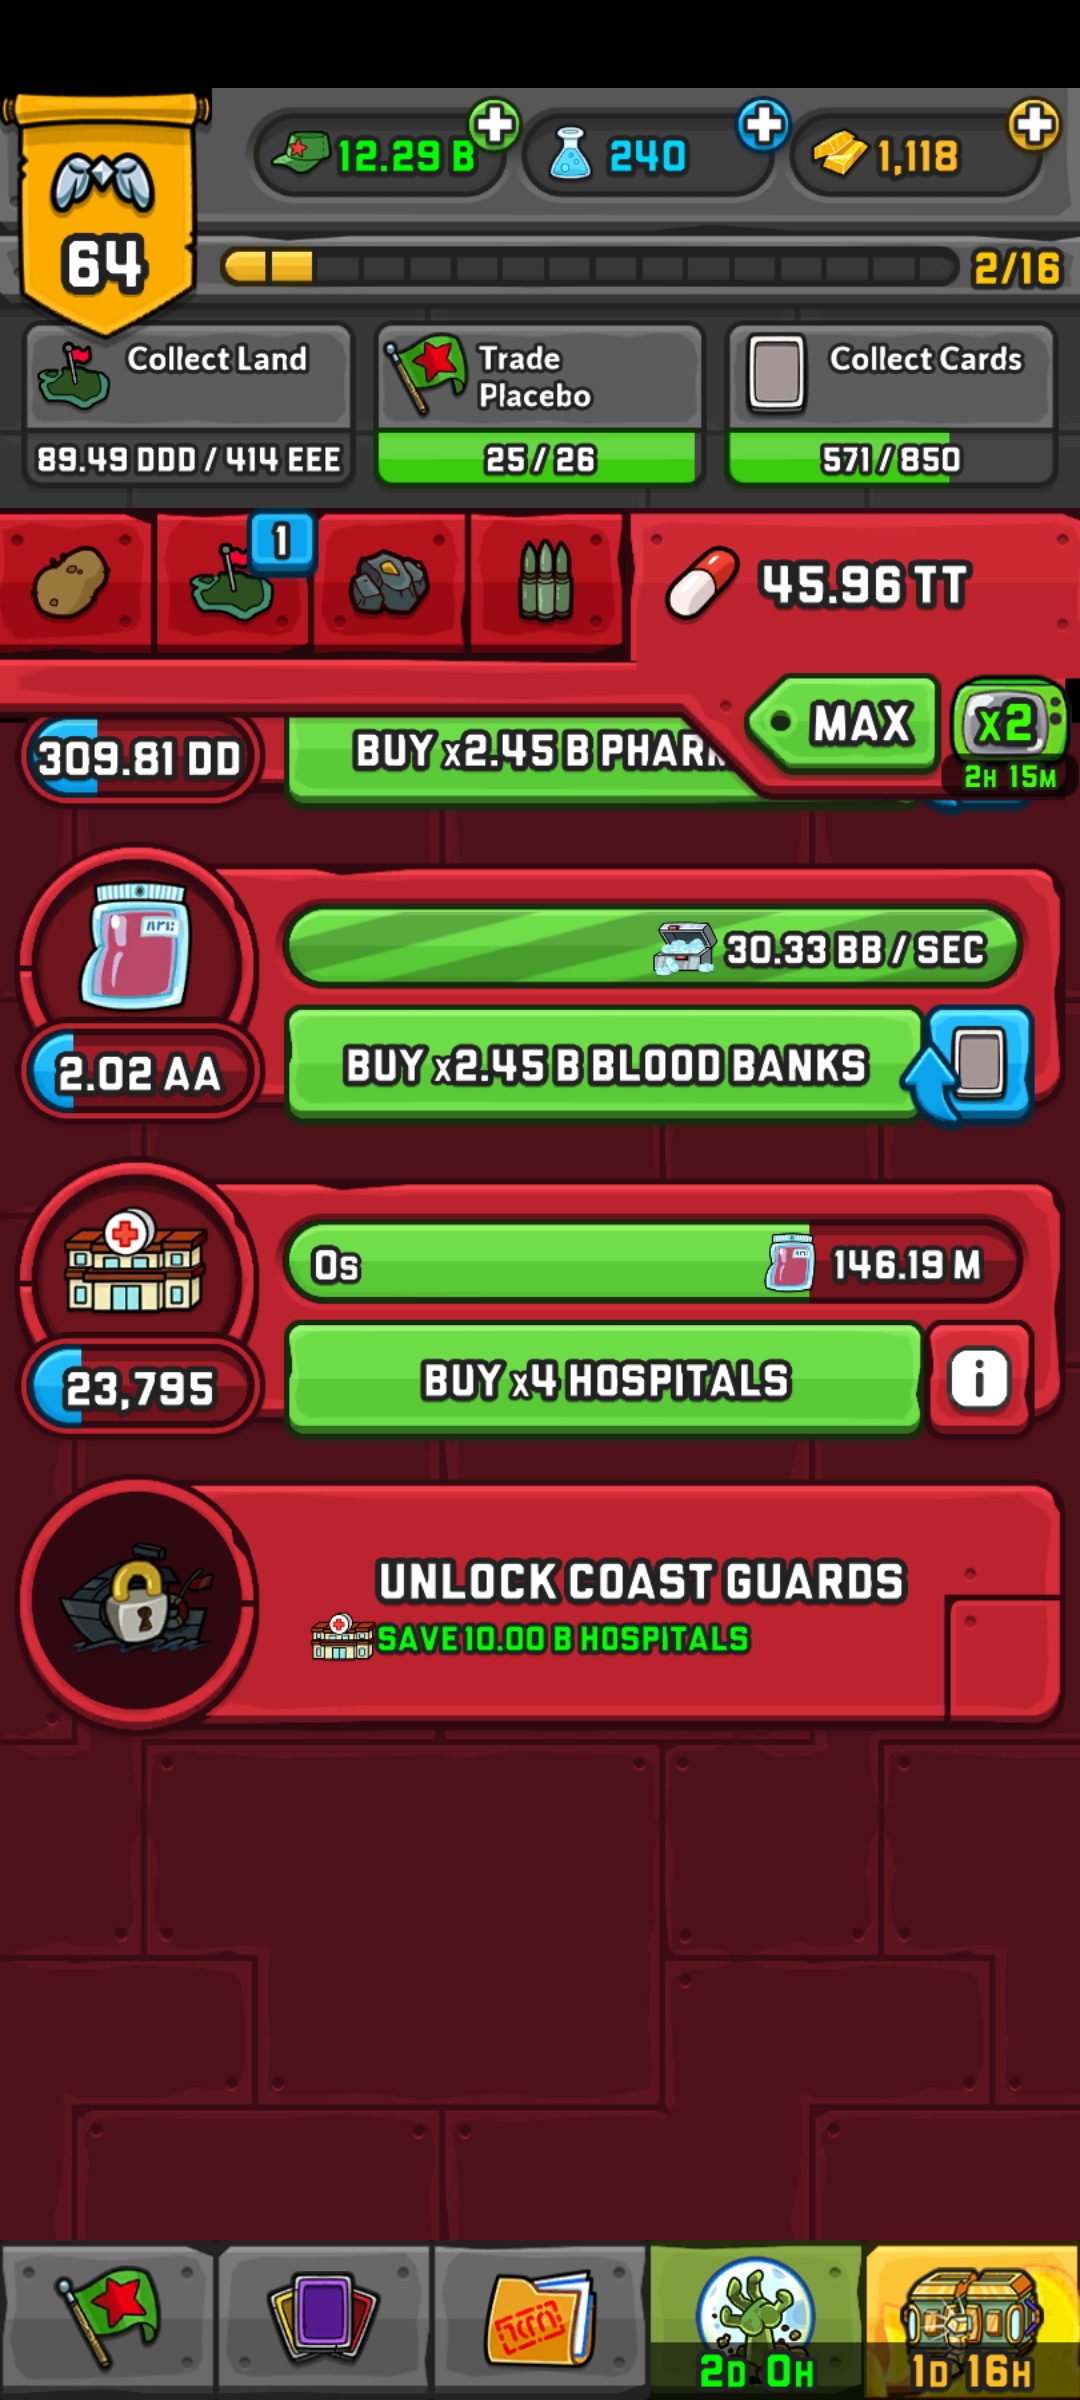 12.29 B
240
1,118
64
2/16
Collect Land
89.49 DDD / 414 EEE
Trade
Placebo
25 / 26
Collect Cards
571 / 850
1
45.96 TT
MAX
x2
2H 15M
309.81 DD
BUY x2.45 B PHAR
30.33 BB / SEC
2.02 AA
BUY x2.45 B BLOOD BANKS
0s
146.19 M
23,795
BUY x4 HOSPITALS
i
UNLOCK COAST GUARDS
SAVE 10.00 B HOSPITALS
2D 0H
1D 16H